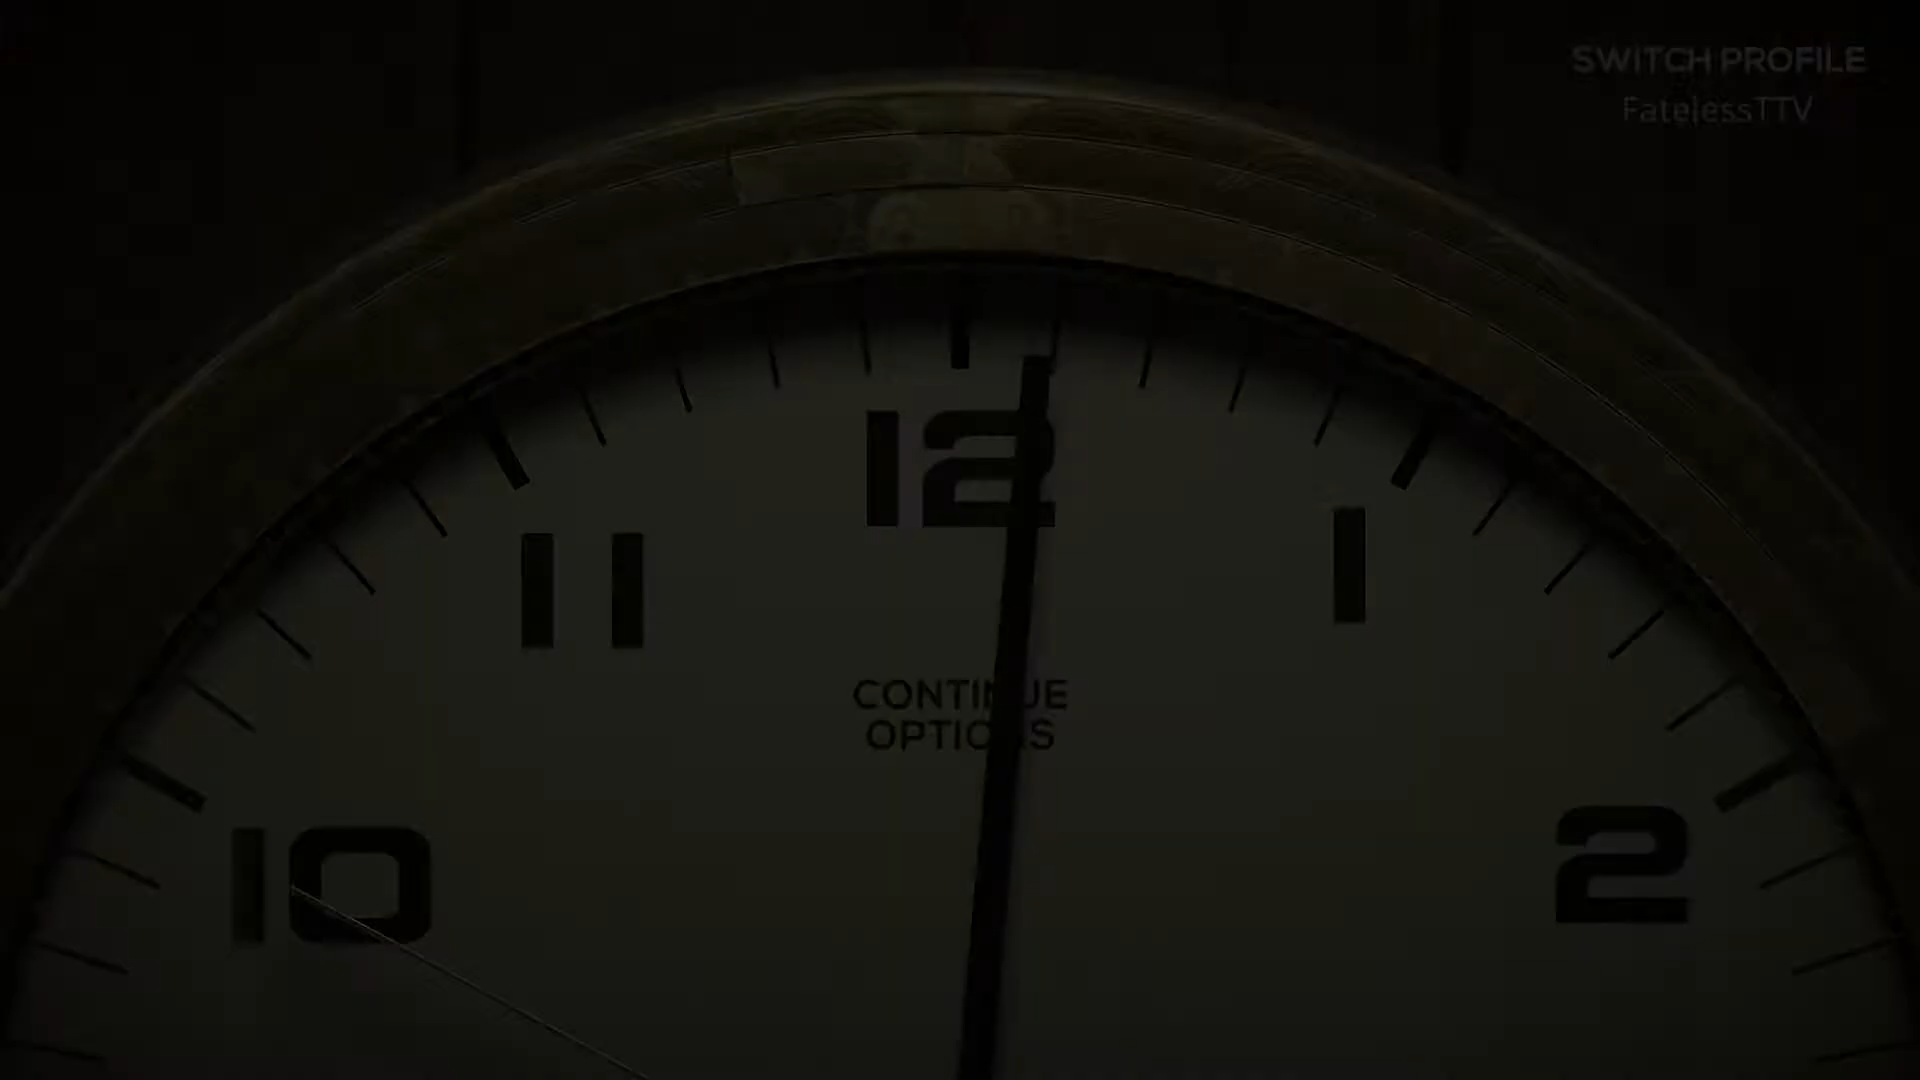 SWITCH PROFILE
FatelessTTV
12
11
1
CONTINUE
OPTIONS
10
2